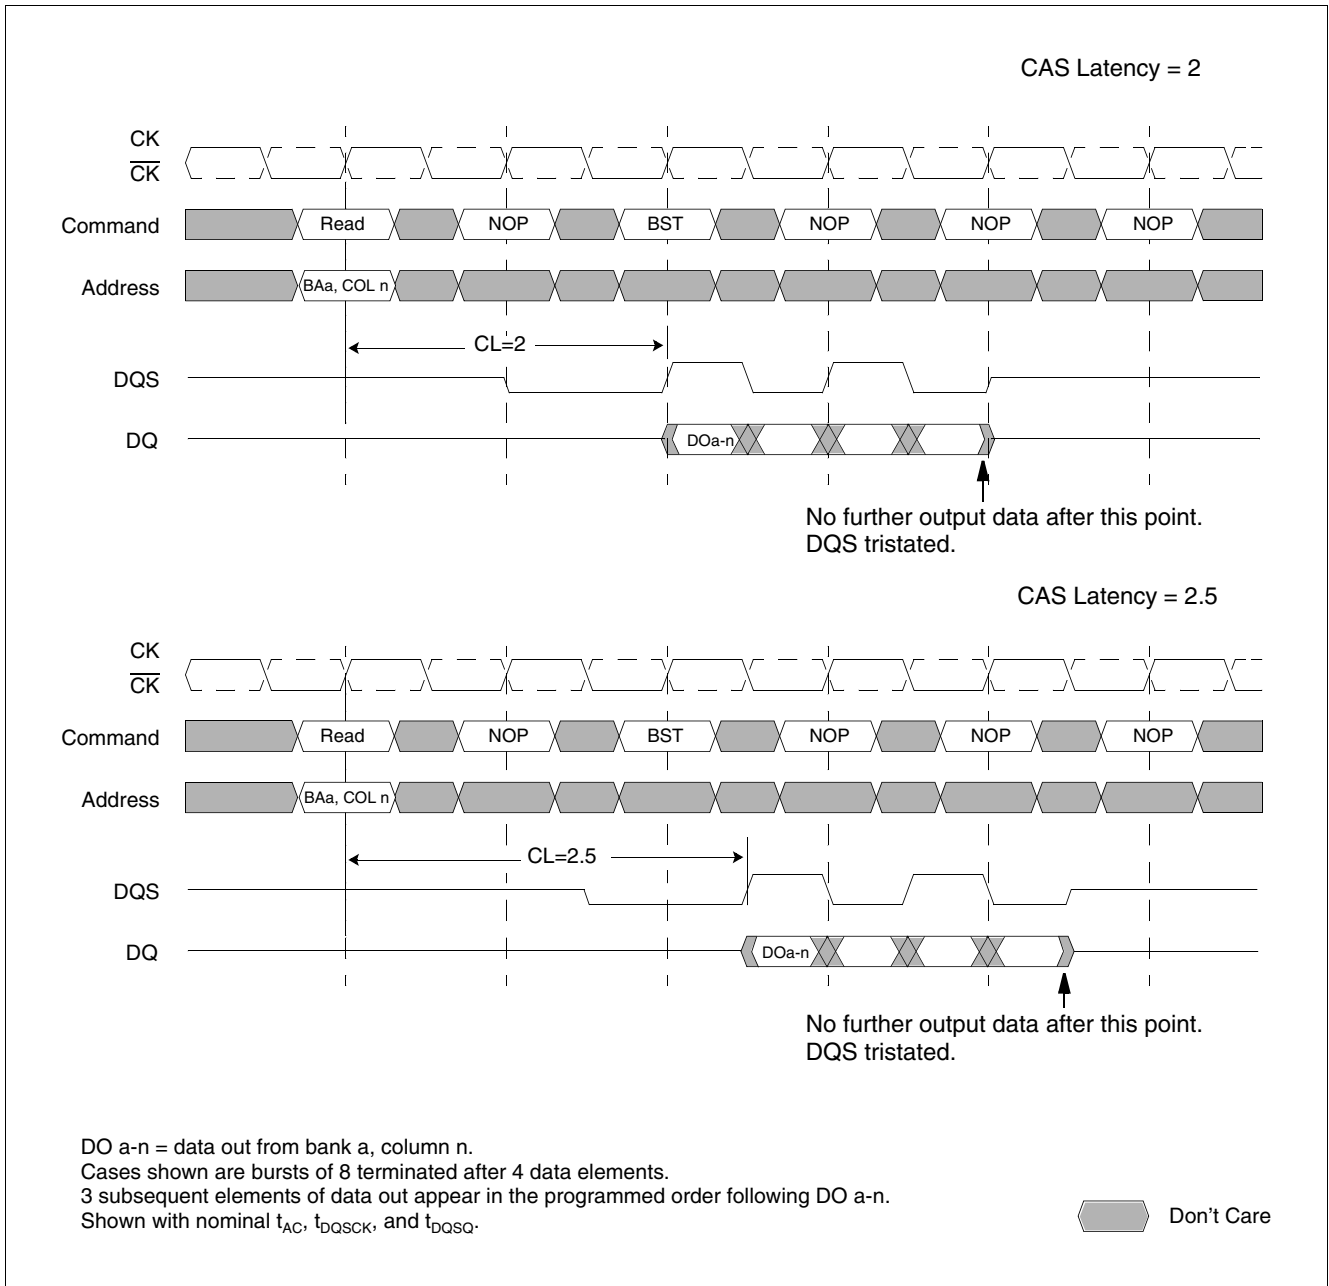 CAS Latency = 2
CK
CK
Command Read NOP BST NOP NOP NOP
Address BAa, COL n
CL=2
DQS
DQ DOa-n
No further output data after this point.
DQS tristated.
CAS Latency = 2.5
CK
CK
Command Read NOP BST NOP NOP NOP
Address BAa, COL n
CL=2.5
DQS
DQ DOa-n
No further output data after this point.
DQS tristated.
DO a-n = data out from bank a, column n.
Cases shown are bursts of 8 terminated after 4 data elements.
3 subsequent elements of data out appear in the programmed order following DO a-n.
Shown with nominal tAC, tDQSCK, and tDQSQ.
Don't Care